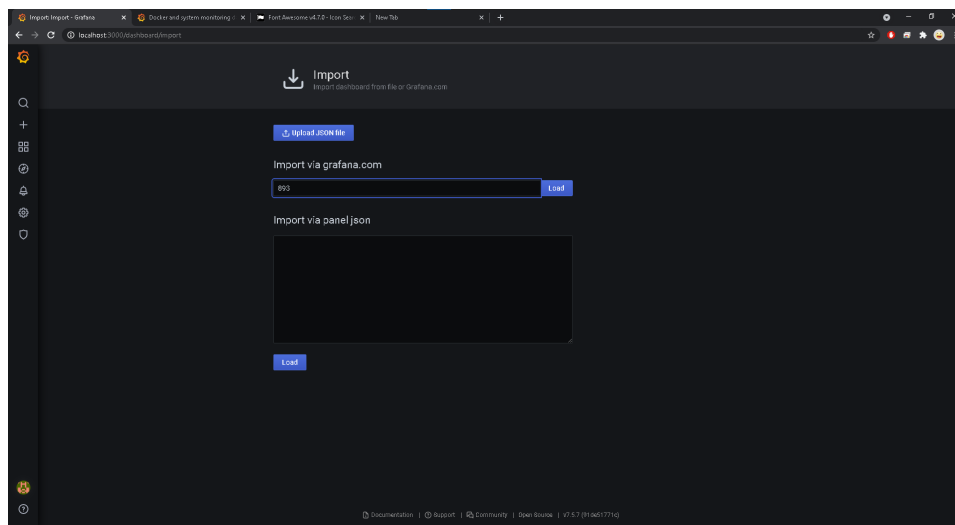 Import: Import - Grafana
Docker and system monitoring
Font Awesome v4.7.0 - Icon Sear
New Tab
localhost:3000/dashboard/import
Import
Import dashboard from file or Grafana.com
Upload JSON file
Import via grafana.com
893
Load
Import via panel json
Load
Documentation | Support | Community | Open Source | v7.5.7 (91de51771c)